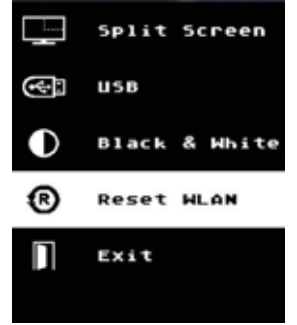 Split Screen
USB
Black & White
R
Reset WLAN
Exit